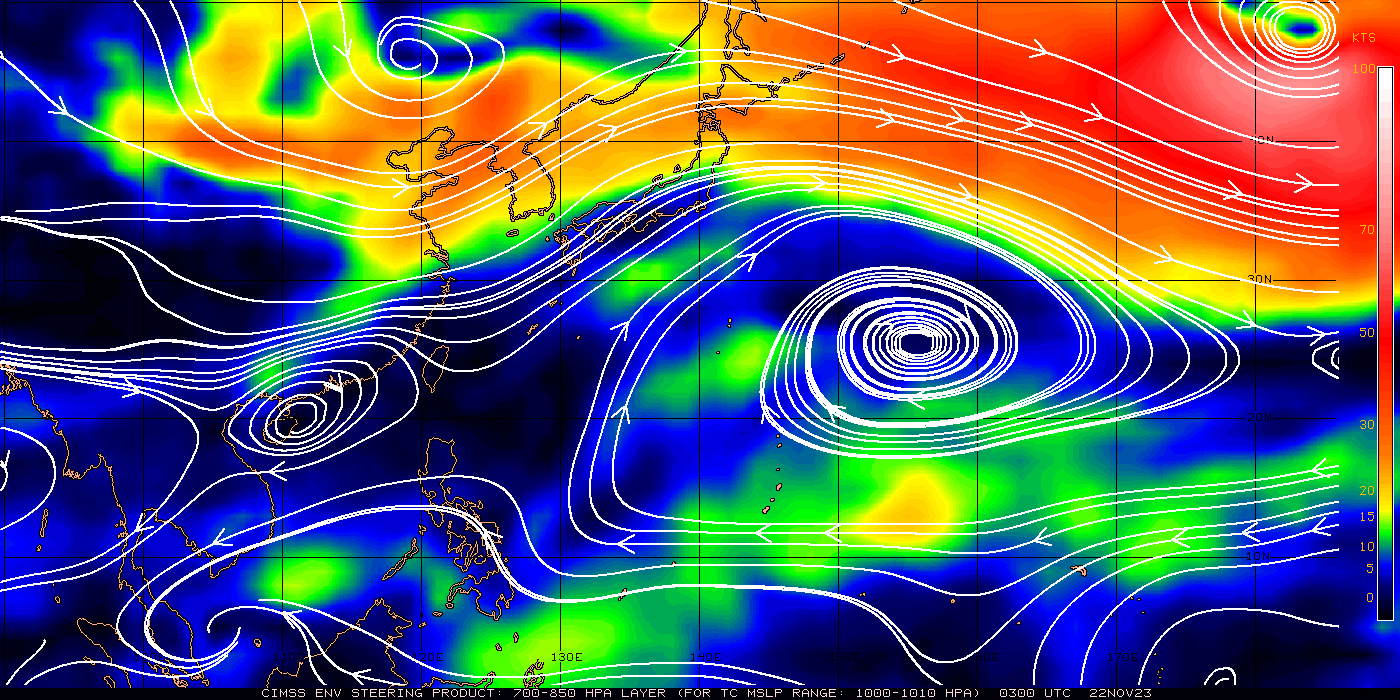 KTS
100
70
50
30
20
15
10
5
0
30N
10N
130E
CIMSS ENV STEERING PRODUCT: 700-850 HPA LAYER (FOR TC MSLP RANGE: 1000-1010 HPA) 0300 UTC 22NOV23